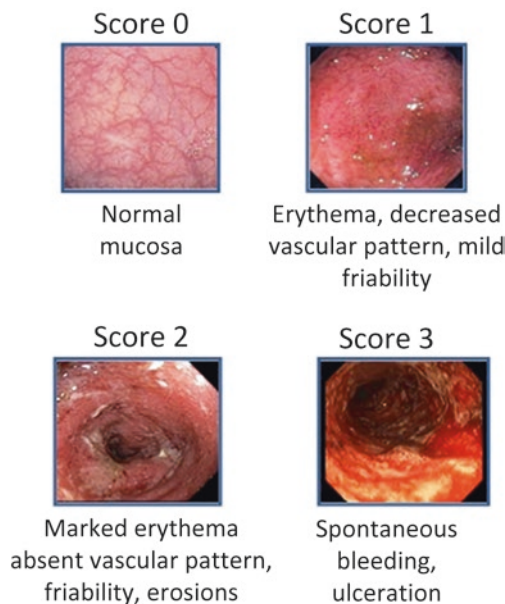 Score 0
Normal
mucosa
Score 1
Erythema, decreased
vascular pattern, mild
friability
Score 2
Marked erythema
absent vascular pattern,
friability, erosions
Score 3
Spontaneous
bleeding,
ulceration